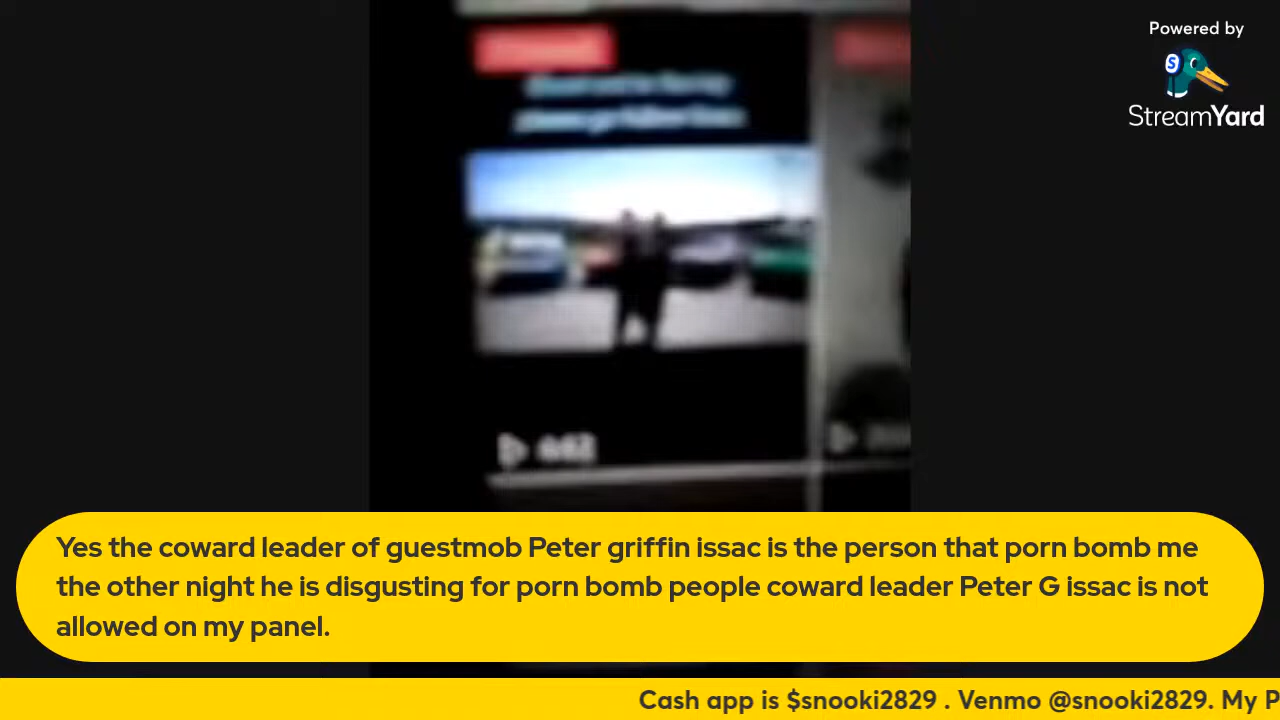 Powered by
StreamYard
Yes the coward leader of guestmob Peter griffin issac is the person that porn bomb me
the other night he is disgusting for porn bomb people coward leader Peter G issac is not
allowed on my panel.
Cash app is $snooki2829 . Venmo @snooki2829. My P